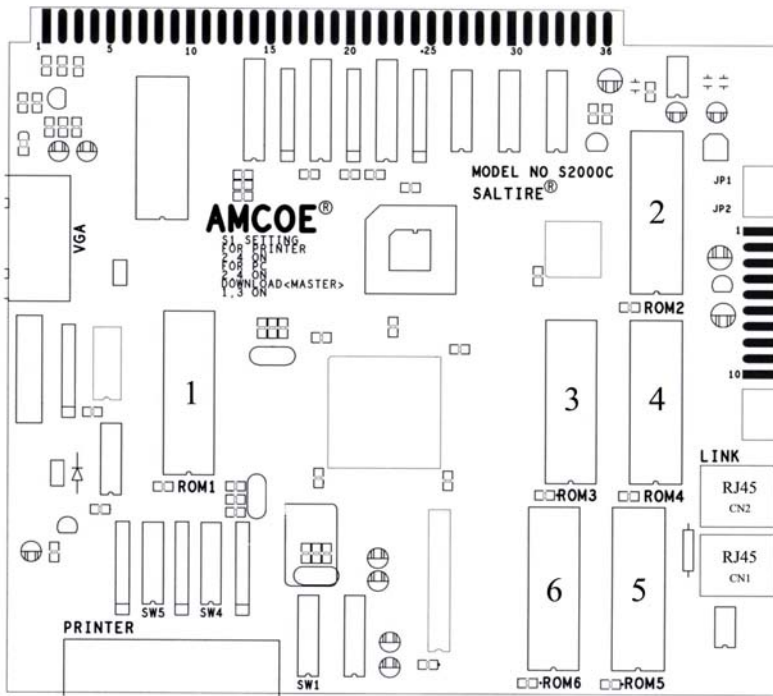 1 5 10 15 20 25 30 36
MODEL NO S2000C
SALTIRE®
AMCOE®
S1 SETTING
FOR PRINTER
2,4 ON
FOR PC
2,4 ON
DOWNLOAD<MASTER>
1,3 ON
VGA
JP1
JP2
1
10
2
ROM2
1
ROM1
3
ROM3
4
ROM4
LINK
RJ45
CN2
RJ45
CN1
6
ROM6
5
ROM5
SW5
SW4
PRINTER
SW1